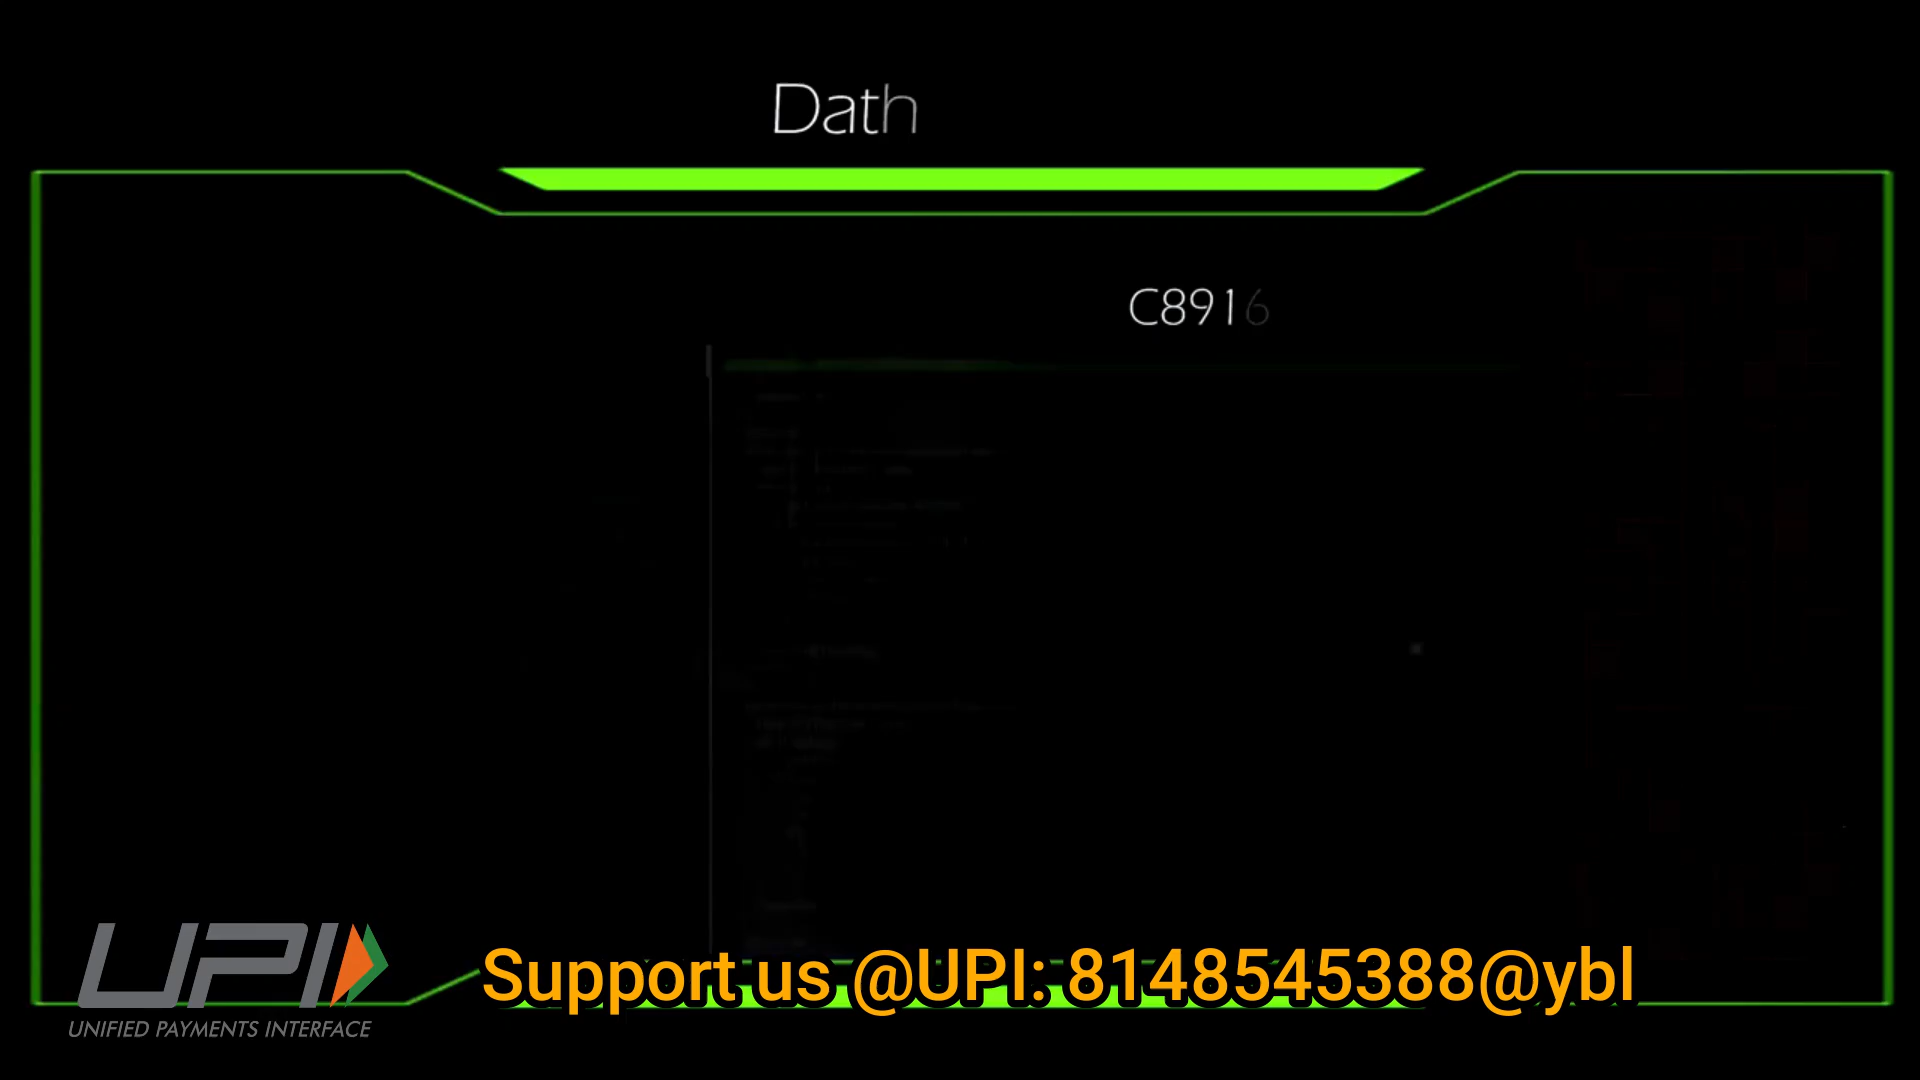 Dath
C8916
UPI
UNIFIED PAYMENTS INTERFACE
Support us @UPI: 8148545388@ybl